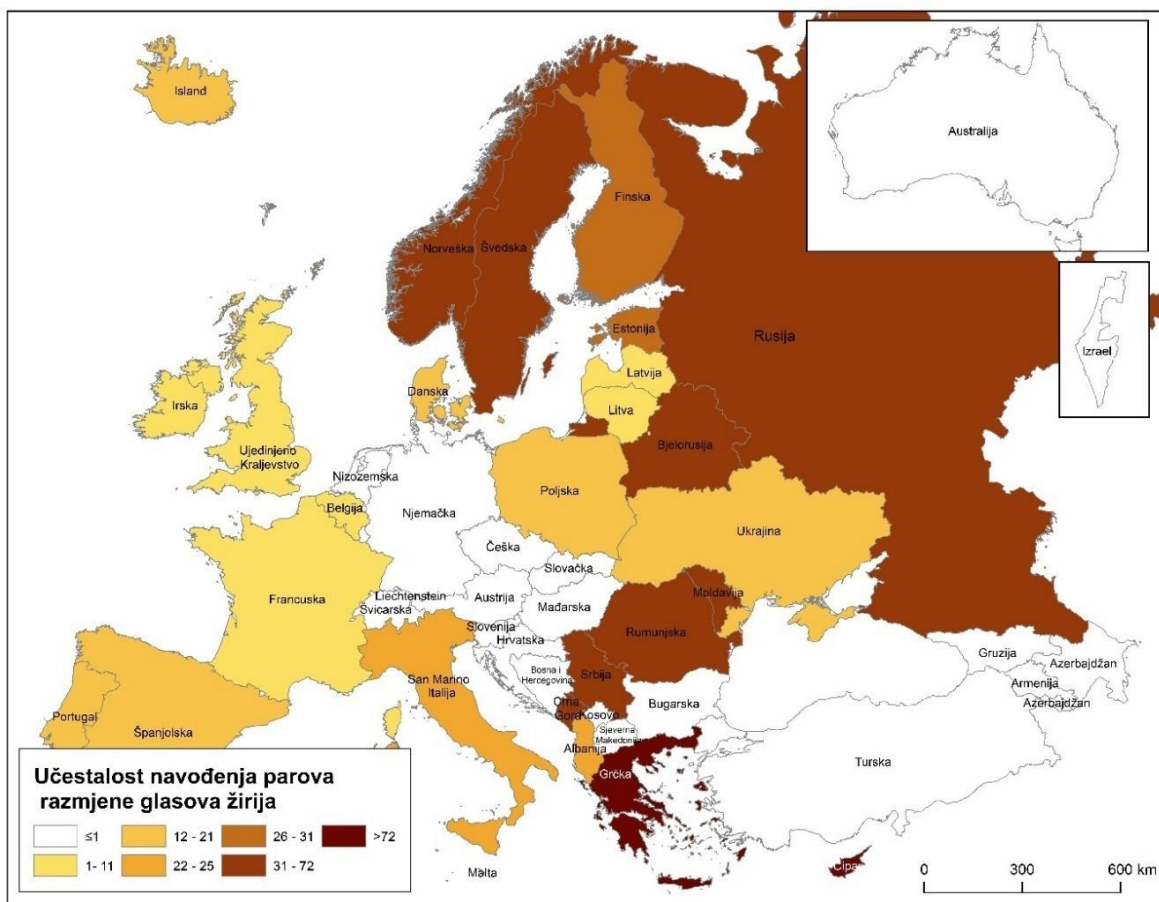 Island
Finska
Norveška
Švedska
Estonija
Rusija
Australija
Izrael
Latvija
Danska
Litva
Irska
Ujedinjeno
Kraljevstvo
Bjelorusija
Nizozemska
Poljska
Belgija
Njemačka
Ukrajina
Češka
Slovačka
Francuska
Liechtenstein
Švicarska
Austrija
Mađarska
Moldavija
Slovenija
Hrvatska
Rumunjska
Bosna i
Hercegovina
Srbija
San Marino
Italija
Crna
Gora
Kosovo
Bugarska
Sjeverna
Makedonija
Albanija
Gruzija
Azerbajdžan
Armenija
Azerbajdžan
Portugal
Španjolska
Grčka
Turska
Cipar
Malta
Učestalost navođenja parova
razmjene glasova žirija
≤1
12 - 21
26 - 31
>72
1- 11
22 - 25
31 - 72
0 300 600 km